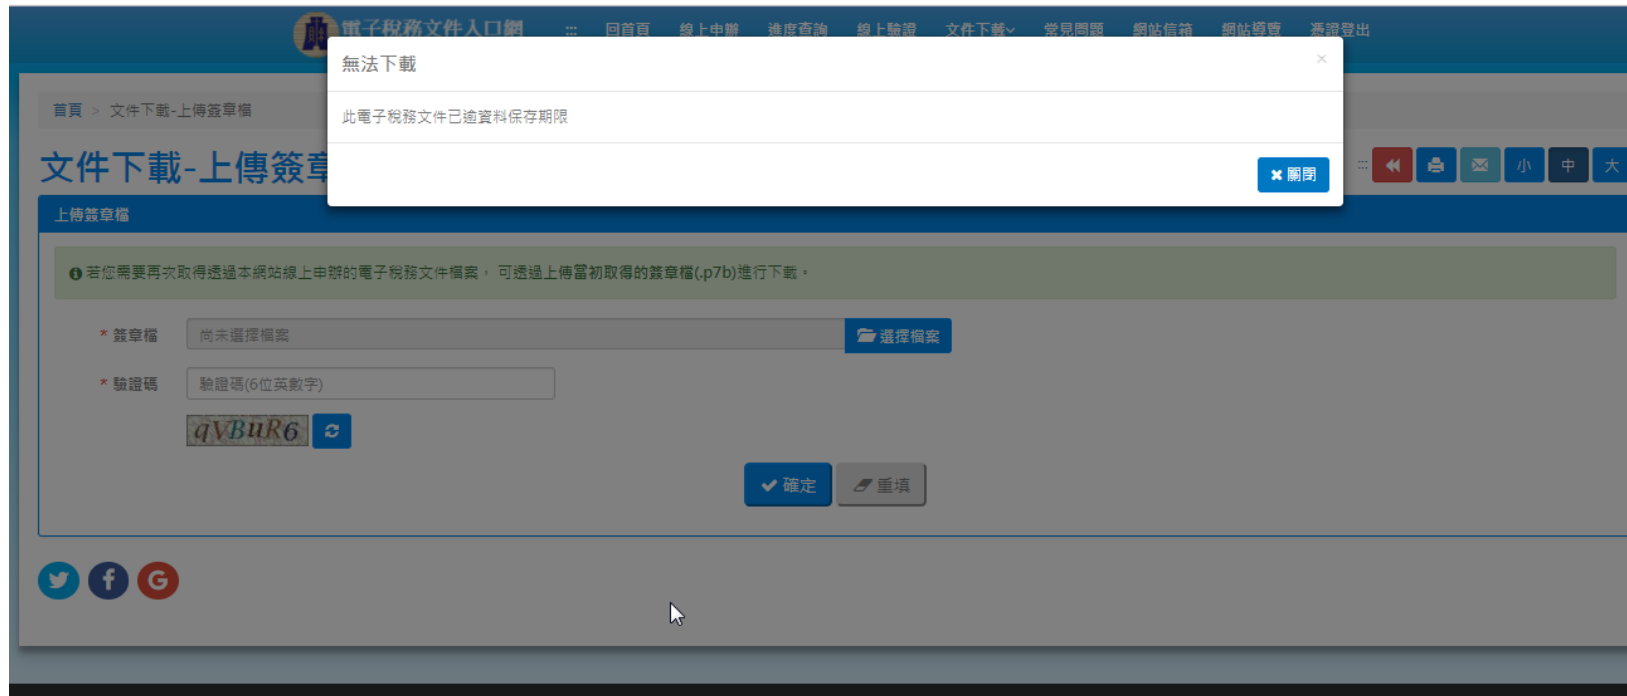 電子稅務文件入口網 ::: 回首頁 線上申辦 進度查詢 線上驗證 文件下載 常見問題 網站信箱 網站導覽 憑證登出
無法下載 ×
此電子稅務文件已逾資料保存期限
關閉
首頁 > 文件下載-上傳簽章檔
文件下載-上傳簽章
::: 小 中 大
上傳簽章檔
若您需要再次取得透過本網站線上申辦的電子稅務文件檔案， 可透過上傳當初取得的簽章檔(.p7b)進行下載。
* 簽章檔 尚未選擇檔案 選擇檔案
* 驗證碼 驗證碼(6位英數字)
qVBuR6
確定 重填